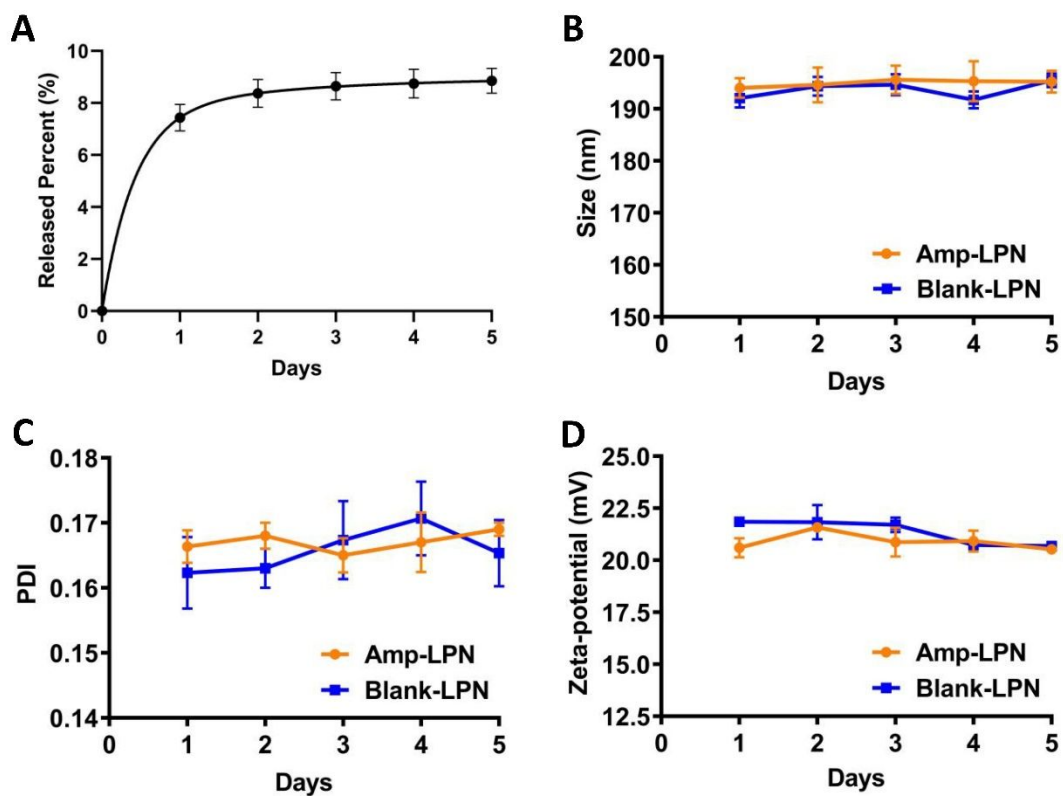 A
Released Percent (%)
10
8
6
4
2
0
0 1 2 3 4 5
Days
B
Size (nm)
200
190
180
170
160
150
Amp-LPN
Blank-LPN
0 1 2 3 4 5
Days
C
PDI
0.18
0.17
0.16
0.15
0.14
Amp-LPN
Blank-LPN
0 1 2 3 4 5
Days
D
Zeta-potential (mV)
25.0
22.5
20.0
17.5
15.0
12.5
Amp-LPN
Blank-LPN
0 1 2 3 4 5
Days